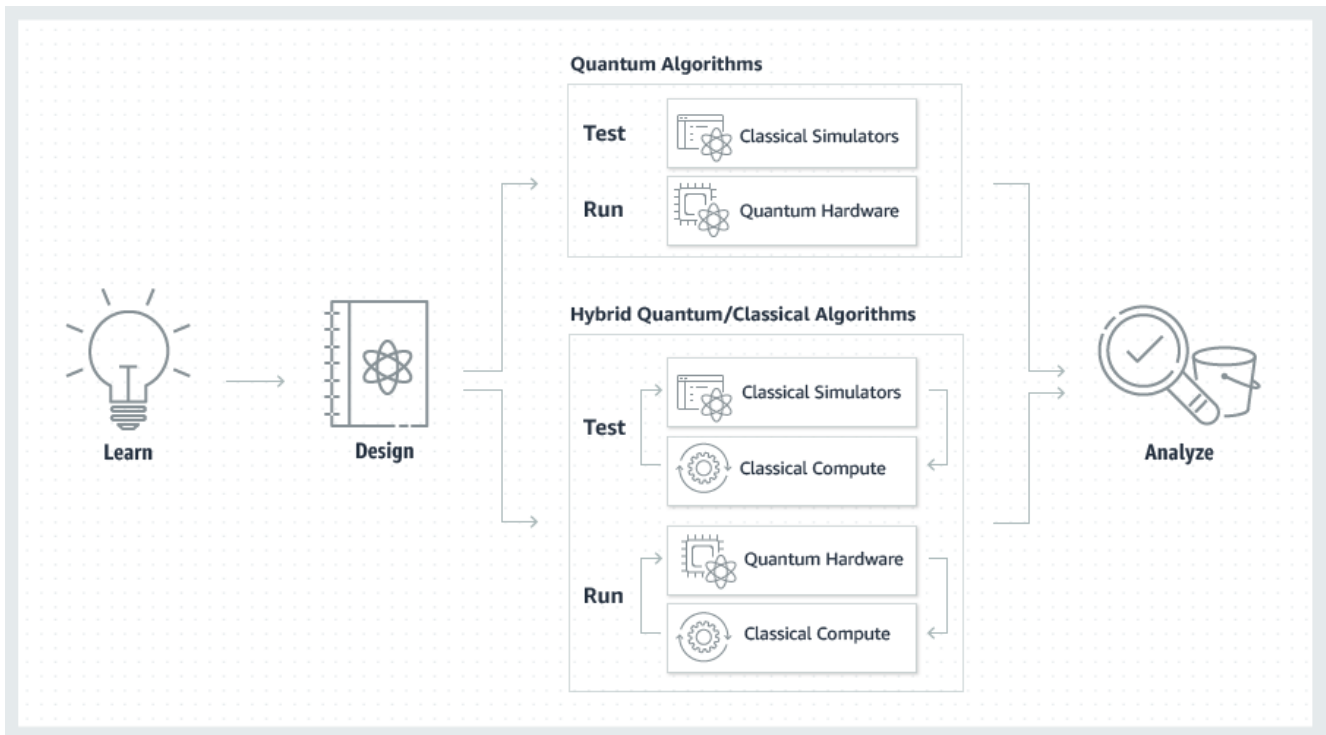 Quantum Algorithms
Test
Classical Simulators
Run
Quantum Hardware
Hybrid Quantum/Classical Algorithms
Test
Classical Simulators
Classical Compute
Run
Quantum Hardware
Classical Compute
Learn
Design
Analyze